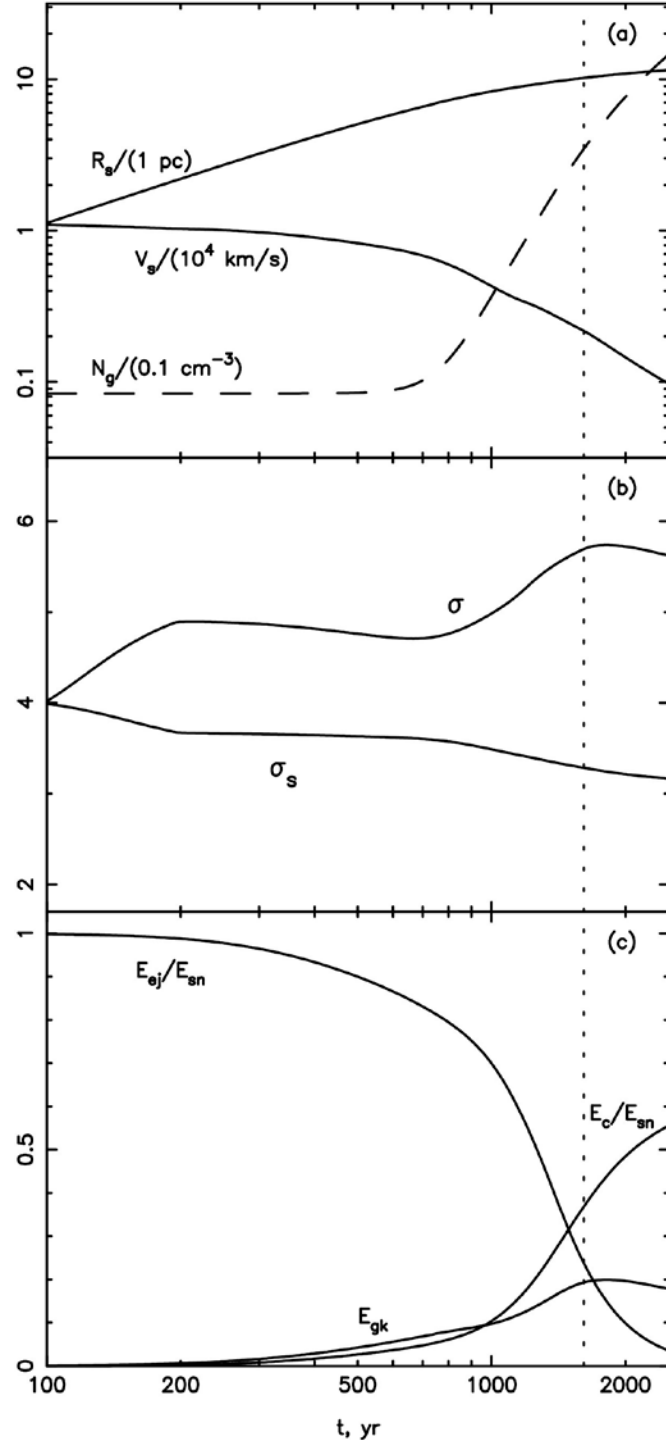 (a)
10
R_s/(1 pc)
1
V_s/(10^4 km/s)
N_g/(0.1 cm^-3)
0.1
(b)
6
σ
4
σ_s
2
(c)
1
E_ej/E_sn
E_c/E_sn
0.5
E_gk
0
100 200 500 1000 2000
t, yr